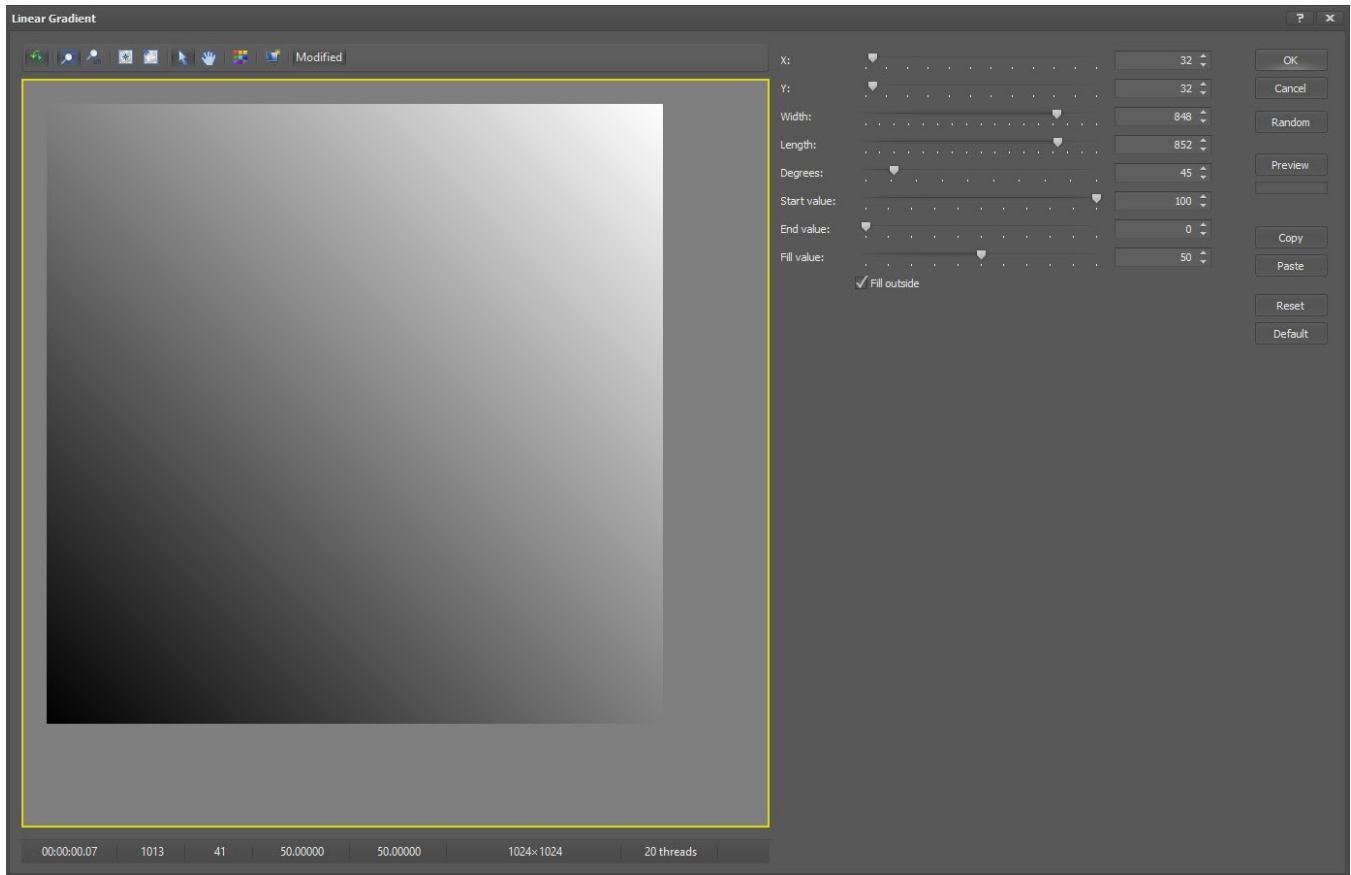 Linear Gradient
? x
Modified
X: 32 OK
Y: 32 Cancel
Width: 848
Random
Length: 852
Degrees: 45 Preview
Start value: 100
End value: 0 Copy
Fill value: 50 Paste
Fill outside
Reset
Default
00:00:00.07 1013 41 50.00000 50.00000 1024×1024 20 threads